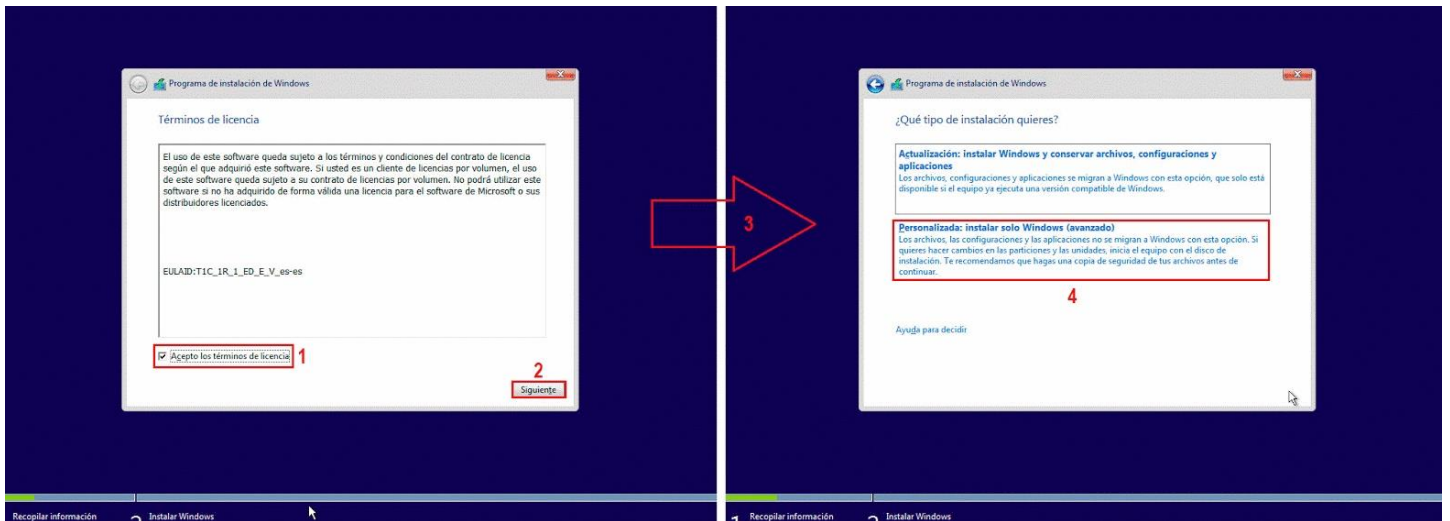 Programa de instalación de Windows
Términos de licencia
El uso de este software queda sujeto a los términos y condiciones del contrato de licencia
según el que adquirió este software. Si usted es un cliente de licencias por volumen, el uso
de este software queda sujeto a su contrato de licencias por volumen. No podrá utilizar este
software si no ha adquirido de forma válida una licencia para el software de Microsoft o sus
distribuidores licenciados.
EULAID:T1C_1R_1_ED_E_V_es-es
Acepto los términos de licencia
1
2
Siguiente
Recopilar información
2 Instalar Windows
3
Programa de instalación de Windows
¿Qué tipo de instalación quieres?
Actualización: instalar Windows y conservar archivos, configuraciones y
aplicaciones
Los archivos, configuraciones y aplicaciones se migran a Windows con esta opción, que solo está
disponible si el equipo ya ejecuta una versión compatible de Windows.
Personalizada: instalar solo Windows (avanzado)
Los archivos, las configuraciones y las aplicaciones no se migran a Windows con esta opción. Si
quieres hacer cambios en las particiones y las unidades, inicia el equipo con el disco de
instalación. Te recomendamos que hagas una copia de seguridad de tus archivos antes de
continuar.
4
Ayuda para decidir
1 Recopilar información
2 Instalar Windows